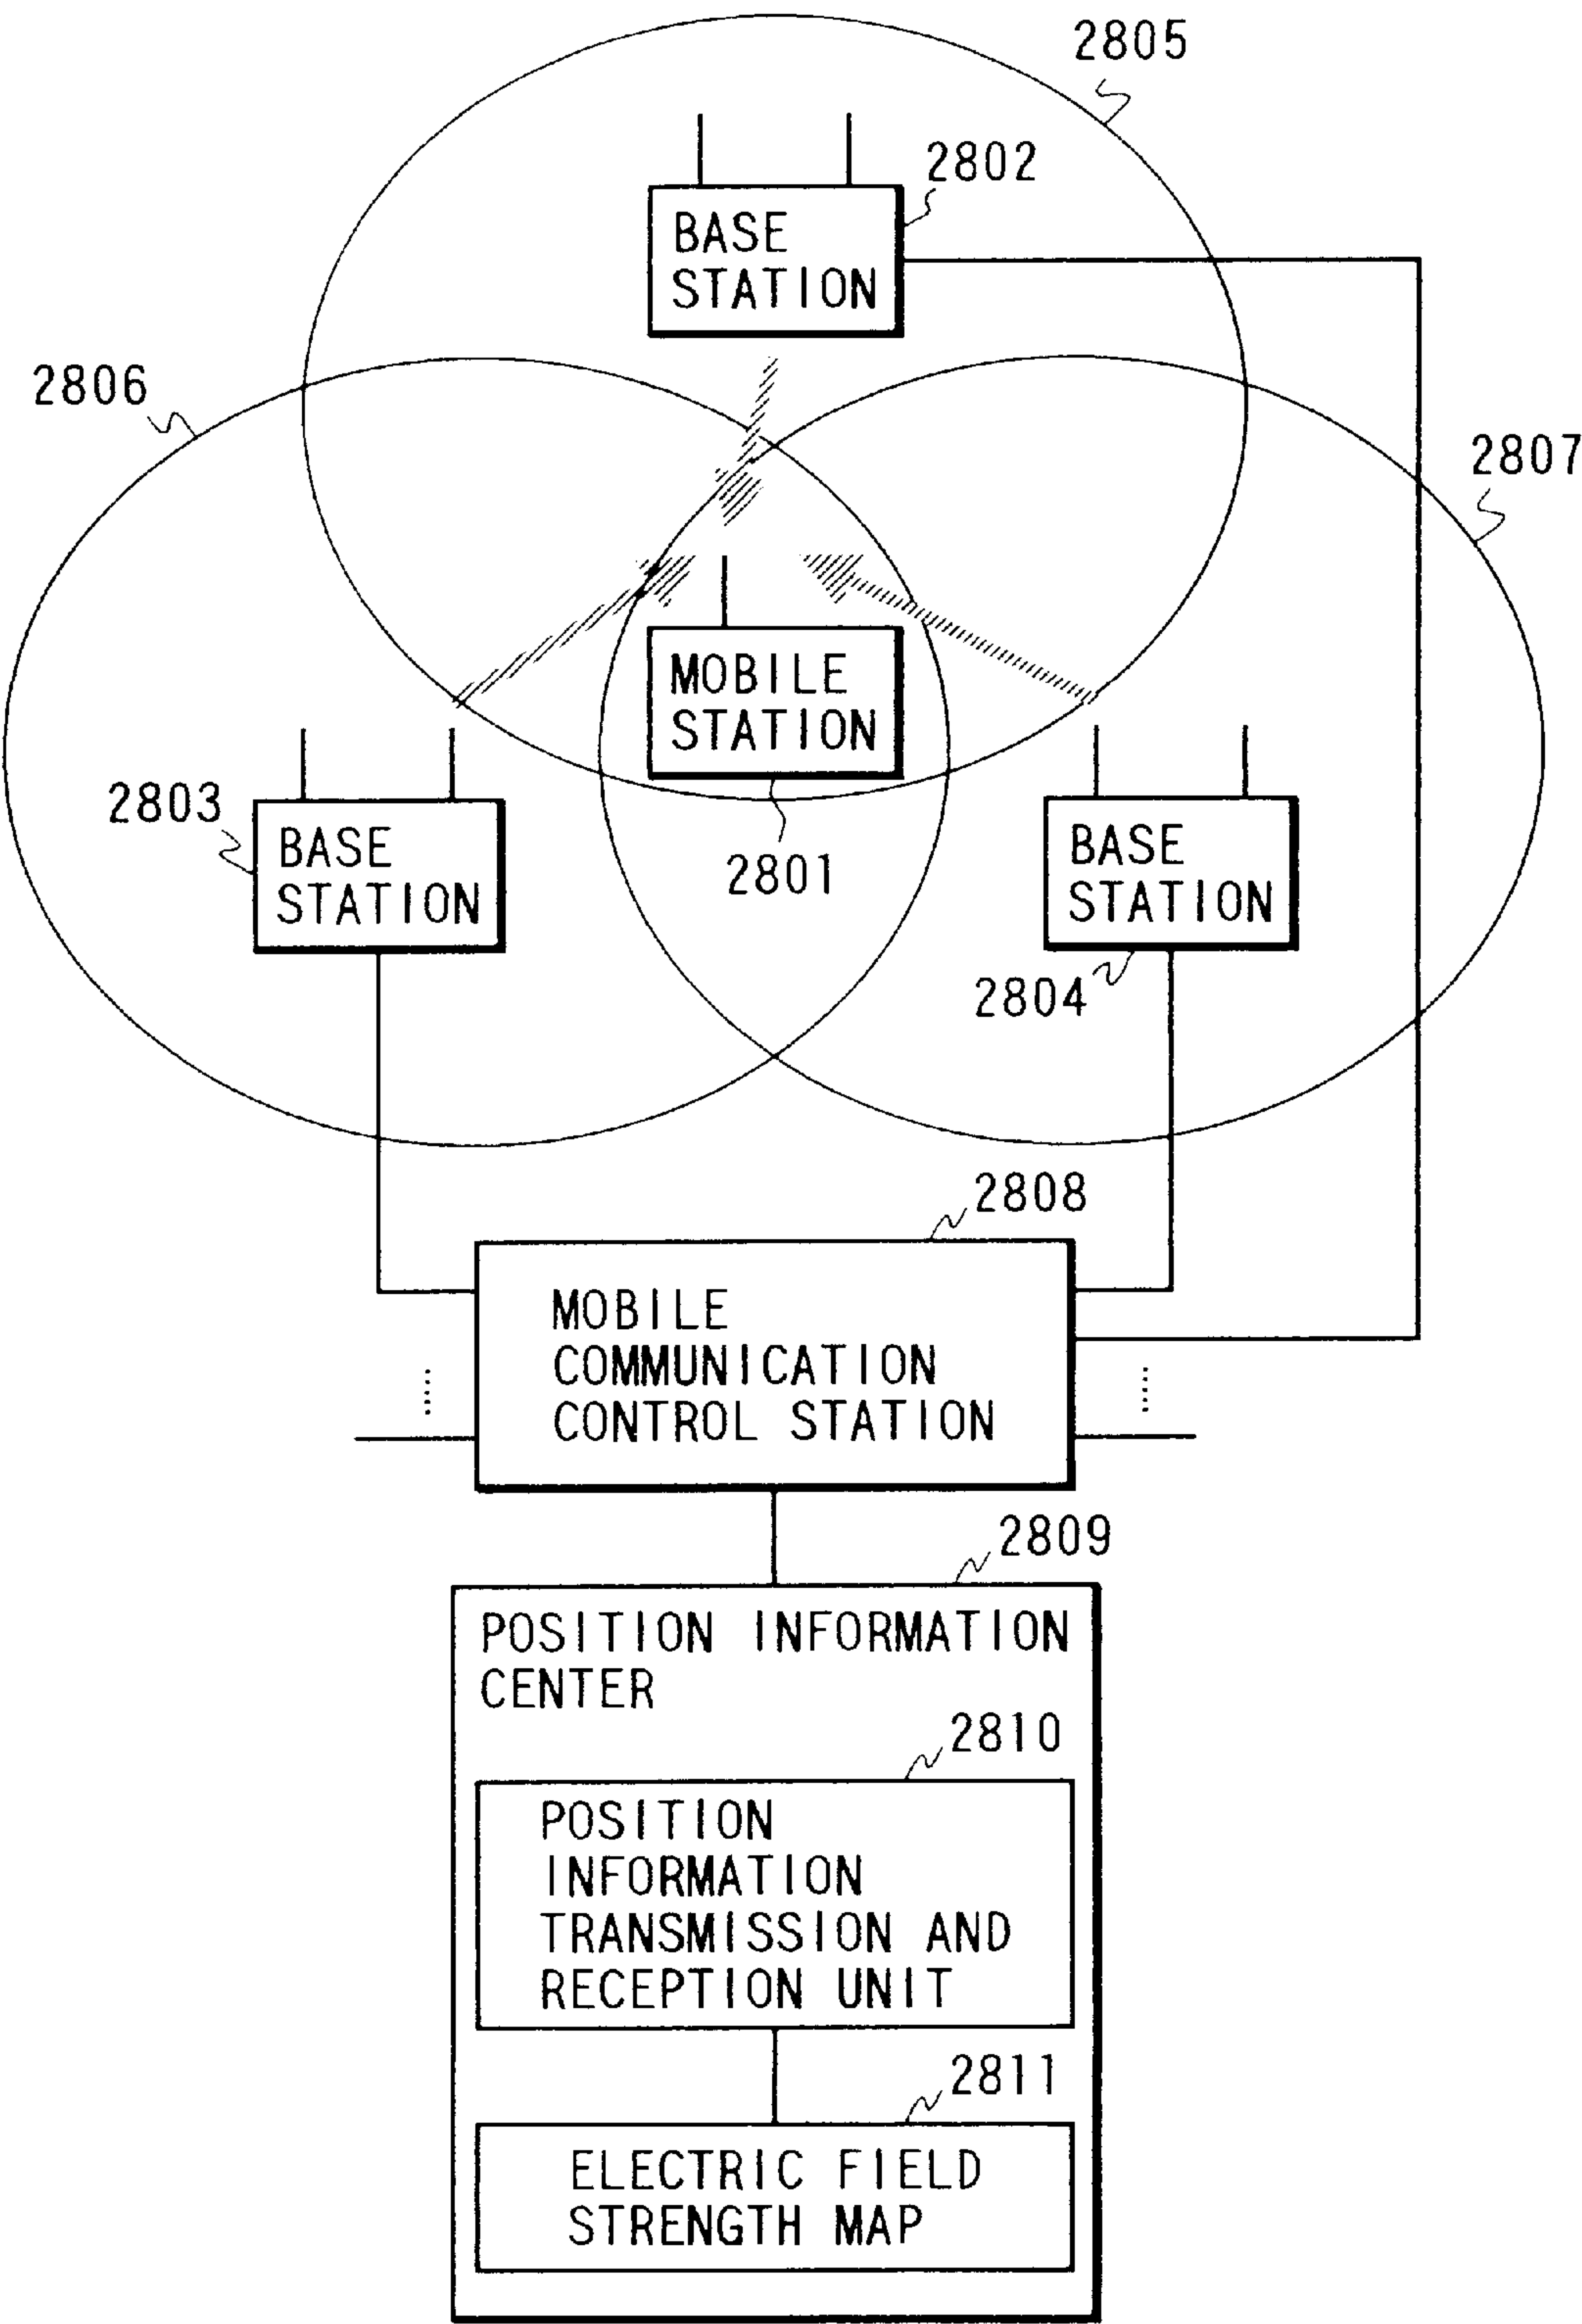 2805
2802
BASE
STATION
2806
2807
MOBILE
STATION
2803
BASE
STATION
2801
BASE
STATION
2804
2808
MOBILE
COMMUNICATION
CONTROL STATION
2809
POSITION INFORMATION
CENTER
2810
POSITION
INFORMATION
TRANSMISSION AND
RECEPTION UNIT
2811
ELECTRIC FIELD
STRENGTH MAP